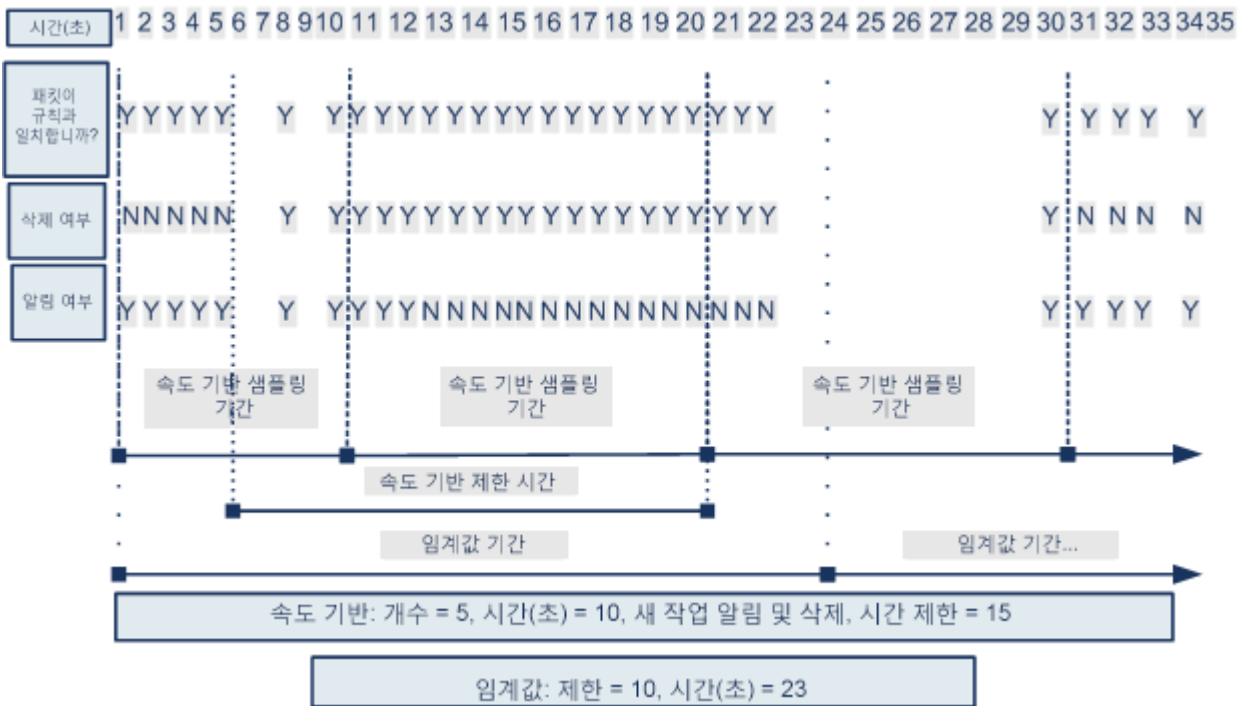 시간(초) 1 2 3 4 5 6 7 8 9 10 11 12 13 14 15 16 17 18 19 20 21 22 23 24 25 26 27 28 29 30 31 32 33 34 35
패킷이
규칙과
일치합니까?
Y Y Y Y Y Y Y Y Y Y Y Y Y Y Y Y Y Y Y Y Y Y Y Y
삭제 여부
N N N N N Y Y Y Y Y Y Y Y Y Y Y Y Y Y Y N N N N
알림 여부
Y Y Y Y Y Y Y Y Y Y N N N N N N N N N N Y Y Y Y Y
속도 기반 샘플링
기간
속도 기반 샘플링
기간
속도 기반 샘플링
기간
속도 기반 제한 시간
임계값 기간
임계값 기간...
속도 기반: 개수 = 5, 시간(초) = 10, 새 작업 알림 및 삭제, 시간 제한 = 15
임계값: 제한 = 10, 시간(초) = 23